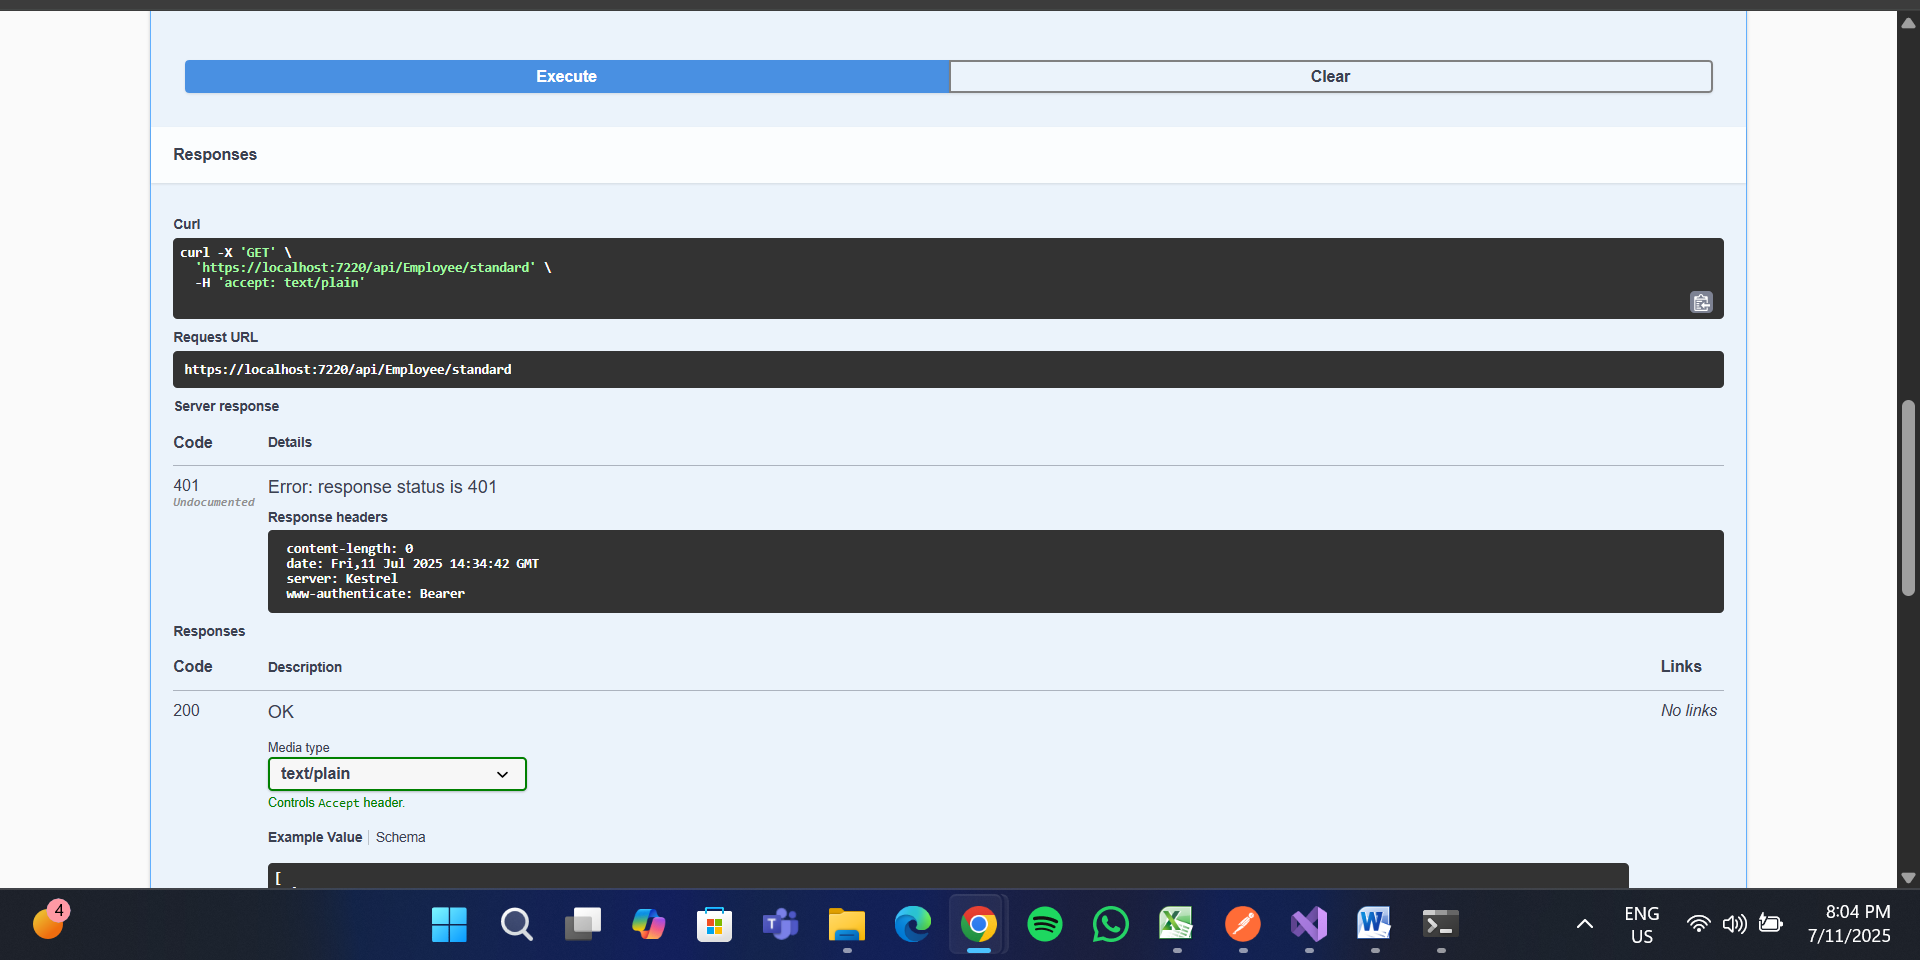 Execute
Clear
Responses
Curl
curl -X 'GET' \
'https://localhost:7220/api/Employee/standard' \
-H 'accept: text/plain'
Request URL
https://localhost:7220/api/Employee/standard
Server response
Code Details
401 Error: response status is 401
Undocumented
Response headers
content-length: 0
date: Fri,11 Jul 2025 14:34:42 GMT
server: Kestrel
www-authenticate: Bearer
Responses
Code Description Links
200 OK No links
Media type
text/plain
Controls Accept header.
Example Value Schema
[
4
T
W
ENG
US
8:04 PM
7/11/2025